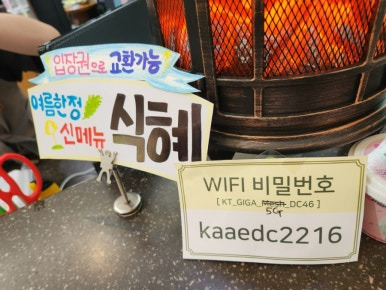 입장권으로 교환가능
여름한정
신메뉴
식혜
WIFI 비밀번호
[ KT_GIGA_Mesh_DC46 ]
5G
kaaedc2216